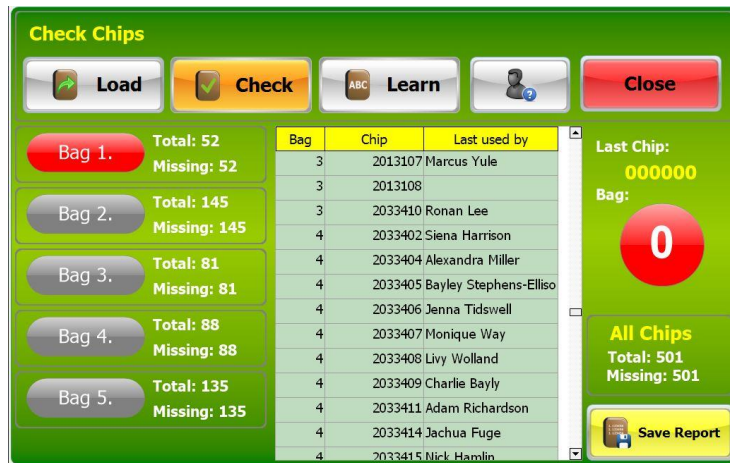 Check Chips
Load
Check
ABC Learn
Close
Bag 1.
Total: 52
Missing: 52
Bag 2.
Total: 145
Missing: 145
Bag 3.
Total: 81
Missing: 81
Bag 4.
Total: 88
Missing: 88
Bag 5.
Total: 135
Missing: 135
Bag Chip Last used by
3 2013107 Marcus Yule
3 2013108
3 2033410 Ronan Lee
4 2033402 Siena Harrison
4 2033404 Alexandra Miller
4 2033405 Bayley Stephens-Elliso
4 2033406 Jenna Tidswell
4 2033407 Monique Way
4 2033408 Livy Wolland
4 2033409 Charlie Bayly
4 2033411 Adam Richardson
4 2033414 Jachua Fuge
4 2033415 Nick Hamlin
Last Chip:
000000
Bag:
0
All Chips
Total: 501
Missing: 501
Save Report